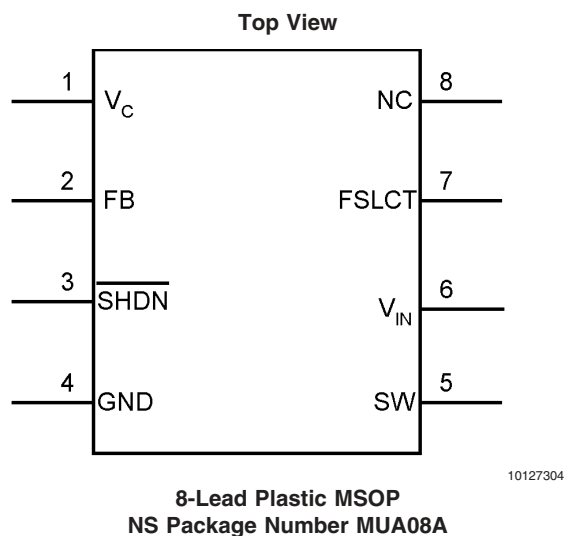 Top View
1 V_C NC 8
2 FB FSLCT 7
3 SHDN V_IN 6
4 GND SW 5
10127304
8-Lead Plastic MSOP
NS Package Number MUA08A